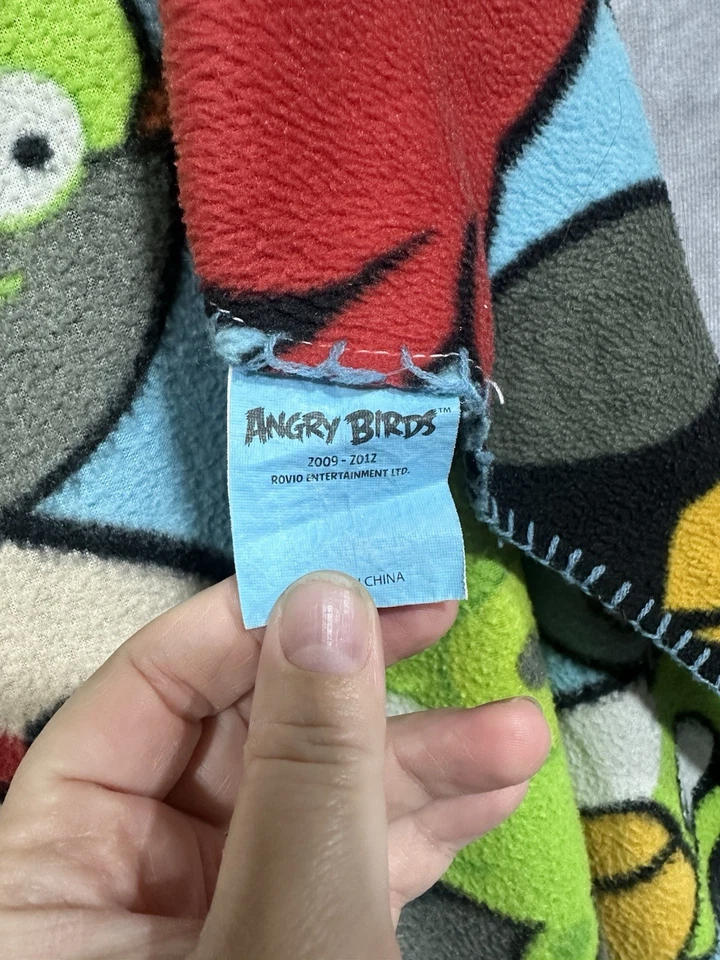 ANGRY BIRDS™
2009 - 2012
ROVIO ENTERTAINMENT LTD.
CHINA